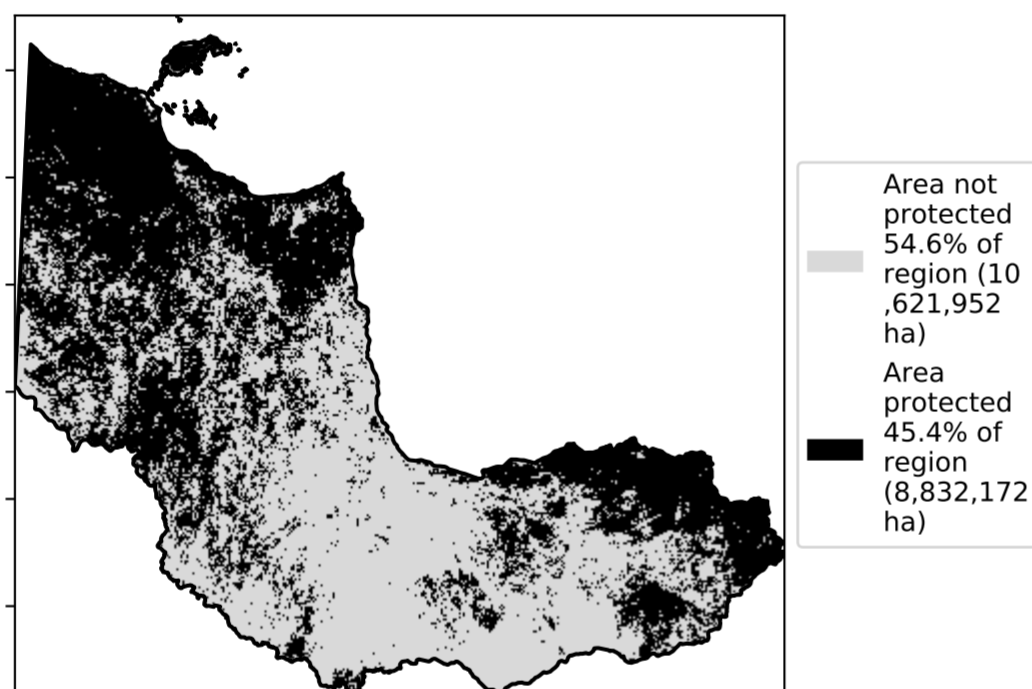 Area not
protected
54.6% of
region (10
,621,952
ha)
Area
protected
45.4% of
region
(8,832,172
ha)